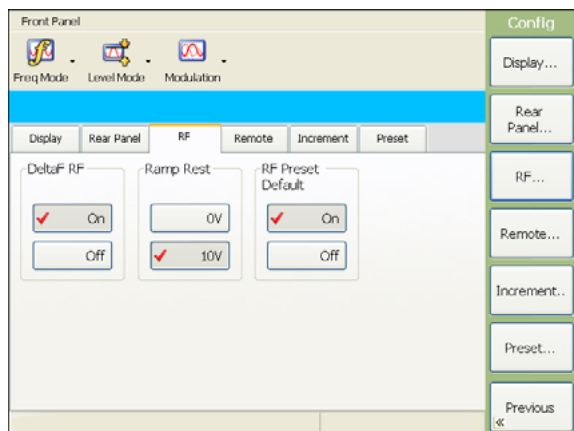 Front Panel
Freq Mode
Level Mode
Modulation
Display
Rear Panel
RF
Remote
Increment
Preset
DeltaF RF
On
Off
Ramp Rest
0V
10V
RF Preset
Default
On
Off
Config
Display...
Rear
Panel...
RF...
Remote...
Increment..
Preset...
Previous
«